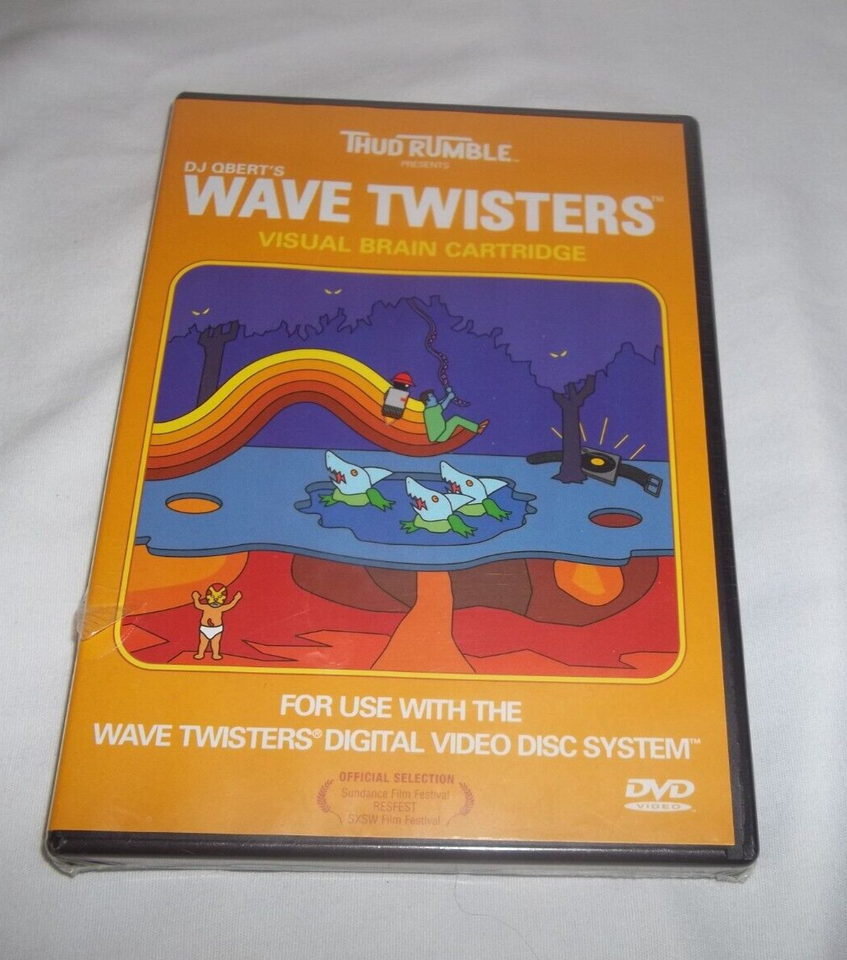 THUD RUMBLE™
PRESENTS
DJ QBERT'S
WAVE TWISTERS™
VISUAL BRAIN CARTRIDGE
FOR USE WITH THE
WAVE TWISTERS® DIGITAL VIDEO DISC SYSTEM™
OFFICIAL SELECTION
Sundance Film Festival
RESFEST
SXSW Film Festival
DVD
VIDEO